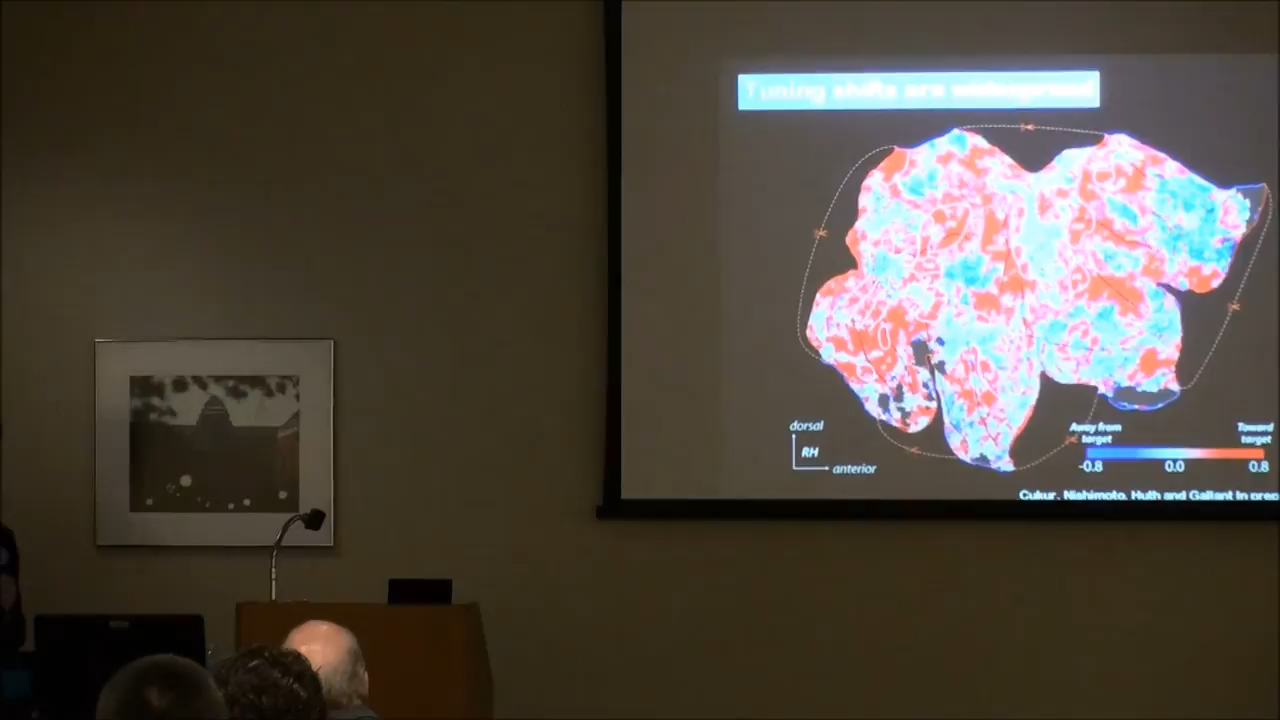 Tuning shifts are widespread
dorsal
RH
anterior
Away from target
Toward target
-0.8
0.0
0.8
Cukur, Nishimoto, Huth and Gallant in prep